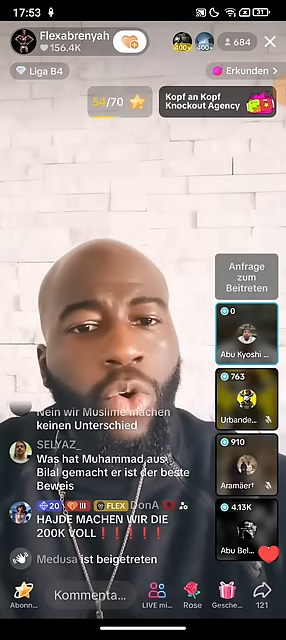 17:53
31
Flexabrenyah
156.4K
400+
400+
684
Liga B4
Erkunden >
54/70
Kopf an Kopf
Knockout Agency
Anfrage
zum
Beitreten
0
Abu Kyoshi ...
763
Urbande...
910
Aramäer†
4.13K
Abu Bel...
Nein wir Muslime machen
keinen Unterschied
SELYAZ
Was hat Muhammad aus
Bilal gemacht er ist der beste
Beweis
20 III FLEX DonA
HAJDE MACHEN WIR DIE
200K VOLL ❗❗❗❗❗
Medusa ist beigetreten
Abonn...
Kommenta...
LIVE mi...
Rose
Gesche...
121